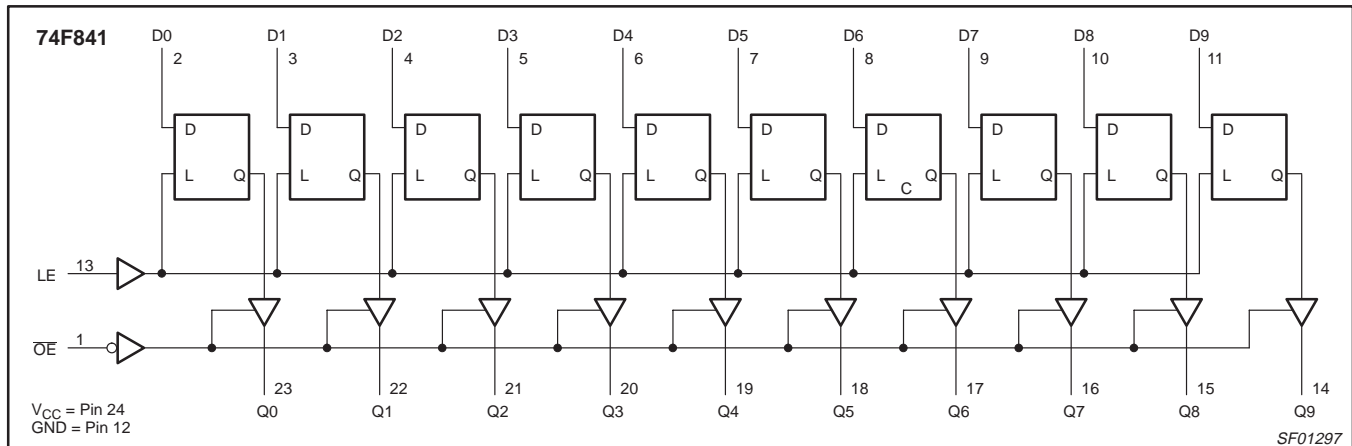 74F841
D0 D1 D2 D3 D4 D5 D6 D7 D8 D9
2 3 4 5 6 7 8 9 10 11
D D D D D D D D D D
L Q L Q L Q L Q L Q L Q L Q L Q L Q L Q
C
LE 13
OE 1
23 22 21 20 19 18 17 16 15 14
Q0 Q1 Q2 Q3 Q4 Q5 Q6 Q7 Q8 Q9
VCC = Pin 24
GND = Pin 12
SF01297